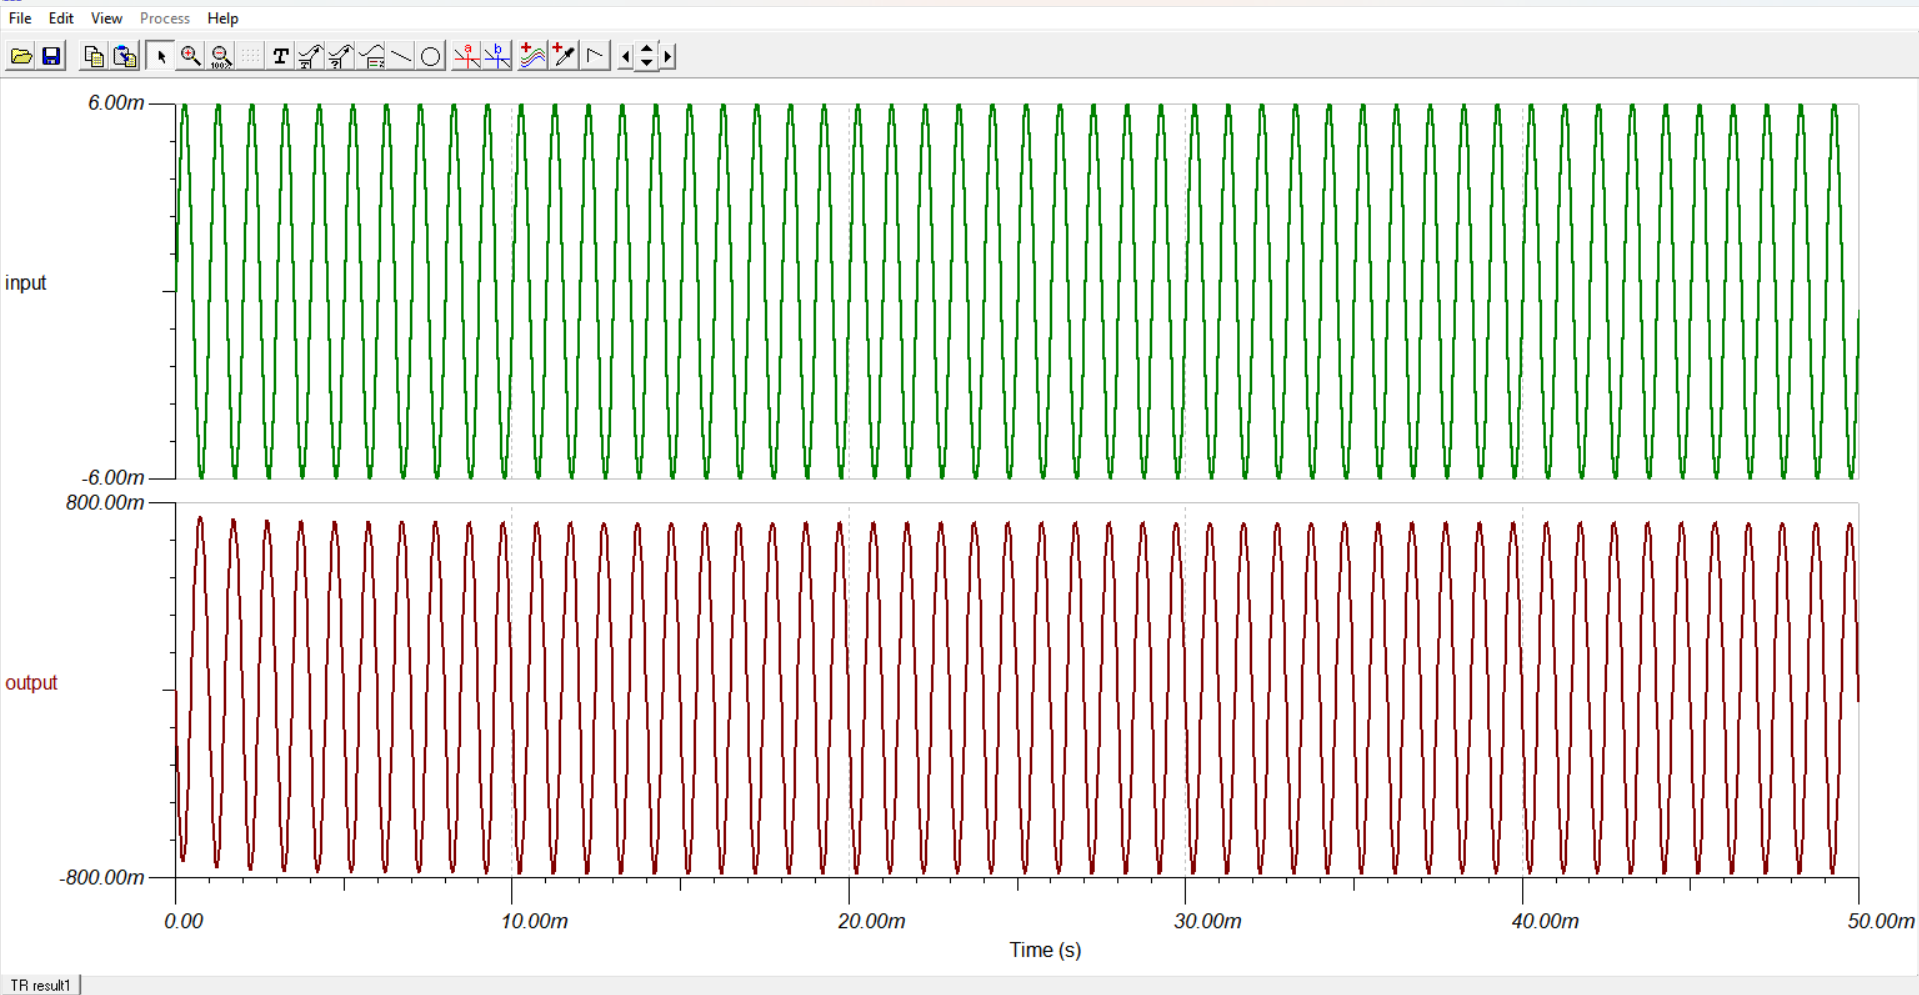 File Edit View Process Help
100%
T
T
?
a
b
6.00m
input
-6.00m
800.00m
output
-800.00m
0.00 10.00m 20.00m 30.00m 40.00m 50.00m
Time (s)
TR result1